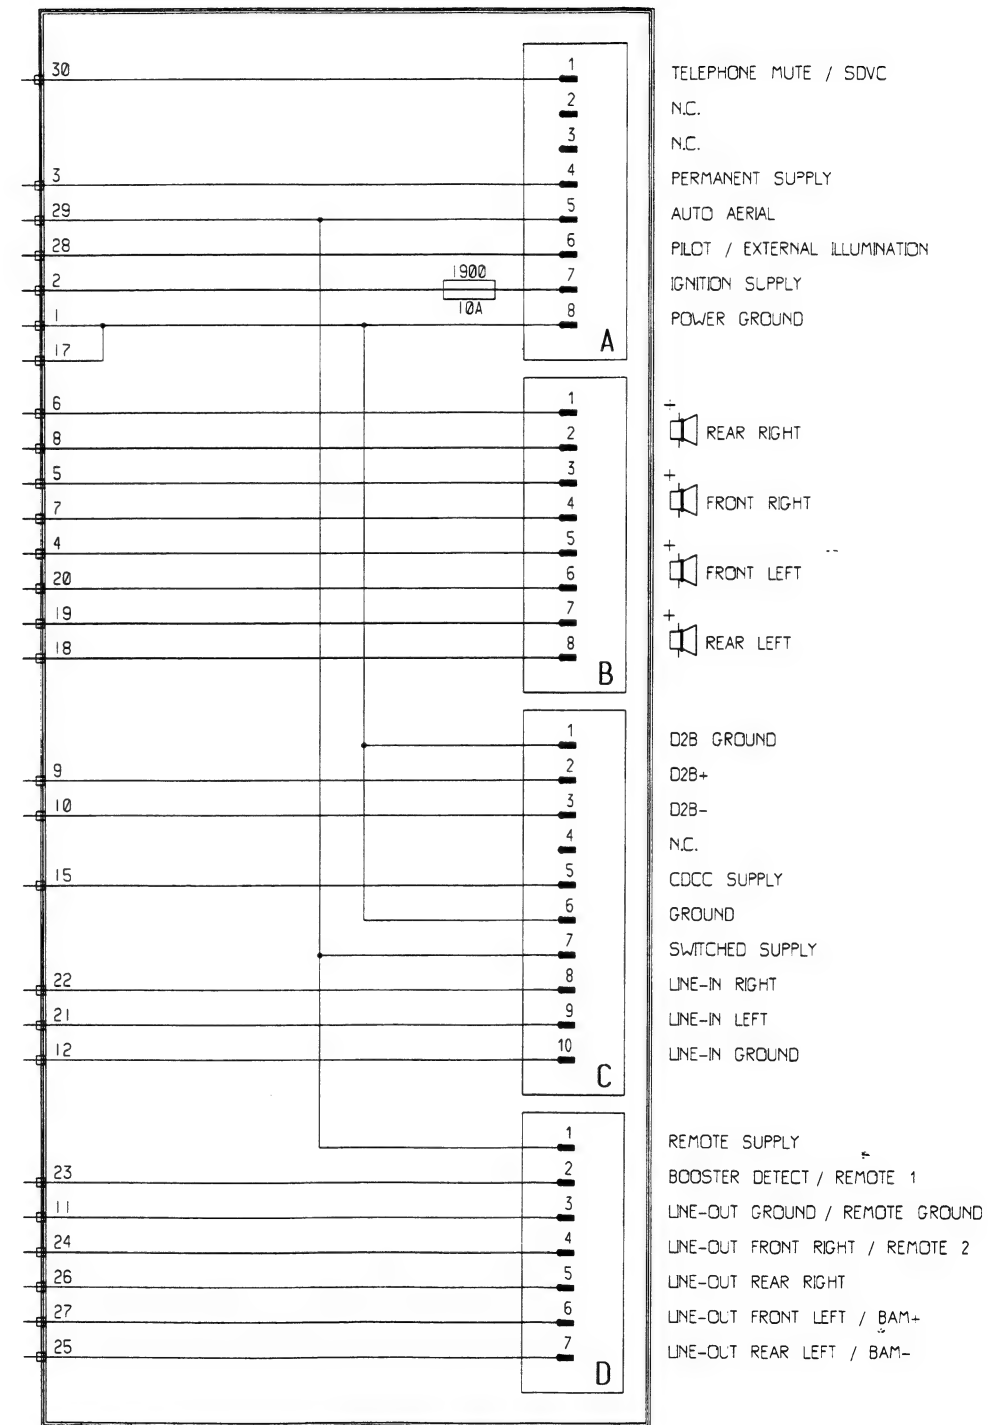 30 1 TELEPHONE MUTE / SDVC
2 N.C.
3 N.C.
3 4 PERMANENT SUPPLY
29 5 AUTO AERIAL
28 6 PILOT / EXTERNAL ILLUMINATION
2 1900 10A 7 IGNITION SUPPLY
1 8 POWER GROUND
17 A
6 1 +
8 2 REAR RIGHT
5 3 +
7 4 FRONT RIGHT
4 5 +
20 6 FRONT LEFT
19 7 +
18 8 REAR LEFT
B
1 D2B GROUND
9 2 D2B+
10 3 D2B-
4 N.C.
15 5 CDCC SUPPLY
6 GROUND
7 SWITCHED SUPPLY
22 8 LINE-IN RIGHT
21 9 LINE-IN LEFT
12 10 LINE-IN GROUND
C
1 REMOTE SUPPLY
23 2 BOOSTER DETECT / REMOTE 1
11 3 LINE-OUT GROUND / REMOTE GROUND
24 4 LINE-OUT FRONT RIGHT / REMOTE 2
26 5 LINE-OUT REAR RIGHT
27 6 LINE-OUT FRONT LEFT / BAM+
25 7 LINE-OUT REAR LEFT / BAM-
D